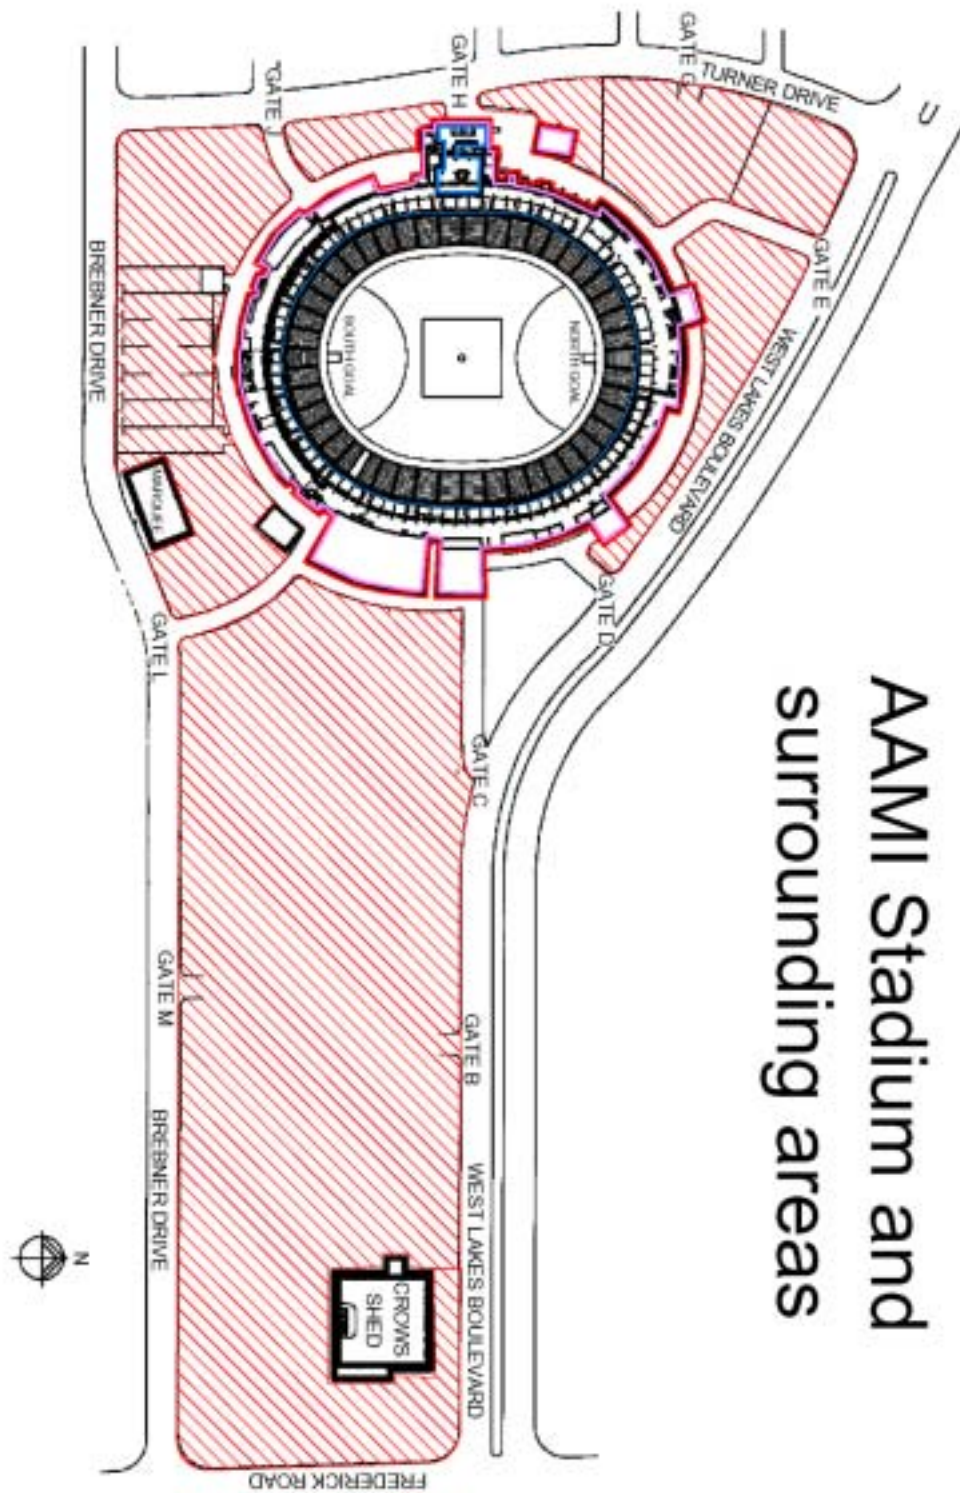 AAMI Stadium and
surrounding areas
TURNER DRIVE
GATE G
GATE H
GATE J
GATE E
WEST LAKES BOULEVARD
NORTH GOAL
SOUTH GOAL
BREBNER DRIVE
MARQUEE
GATE D
GATE L
GATE C
GATE M
GATE B
BREBNER DRIVE
WEST LAKES BOULEVARD
CROWS
SHED
N
FREDERICK ROAD